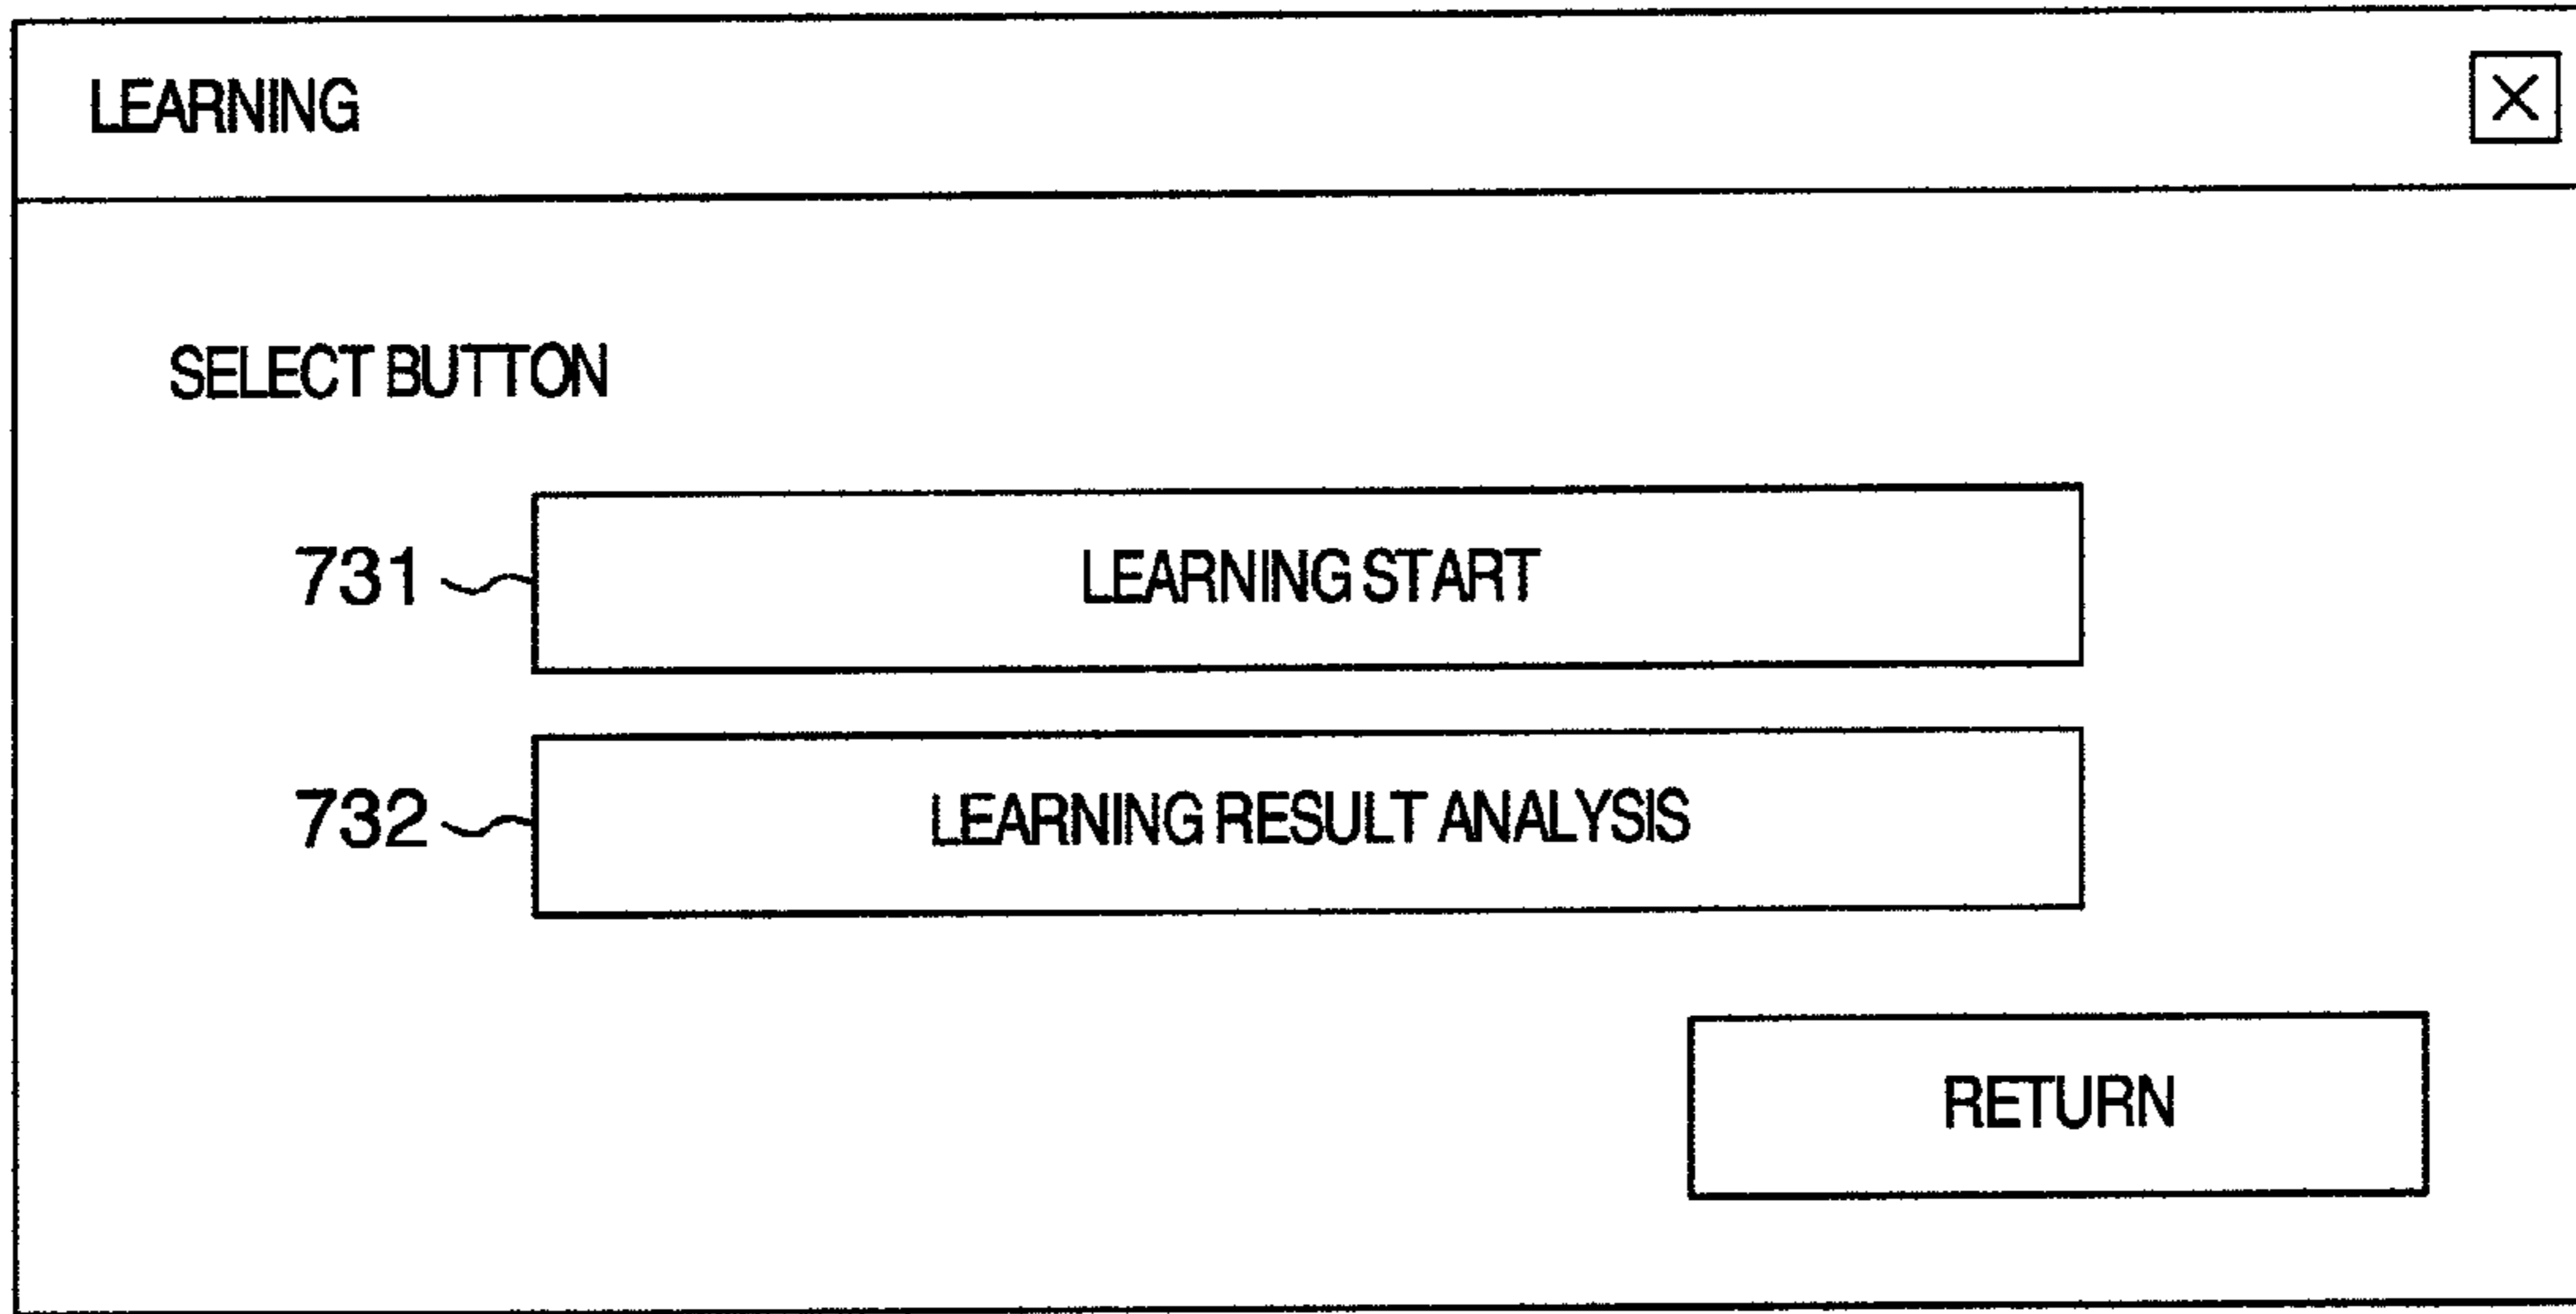 LEARNING X
SELECT BUTTON
731 LEARNING START
732 LEARNING RESULT ANALYSIS
RETURN